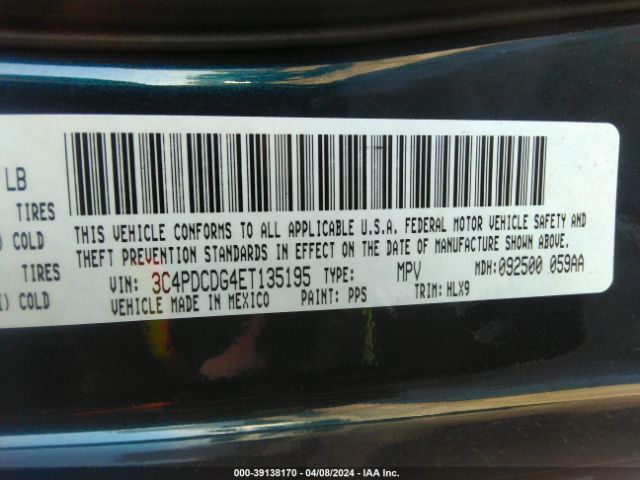 LB
TIRES
) COLD
TIRES
) COLD
THIS VEHICLE CONFORMS TO ALL APPLICABLE U.S.A. FEDERAL MOTOR VEHICLE SAFETY AND
THEFT PREVENTION STANDARDS IN EFFECT ON THE DATE OF MANUFACTURE SHOWN ABOVE.
VIN: 3C4PDCDG4ET135195 TYPE: MPV MDH:092500 059AA
VEHICLE MADE IN MEXICO PAINT: PPS TRIM: HLX9
000-39138170 - 04/08/2024 - IAA Inc.